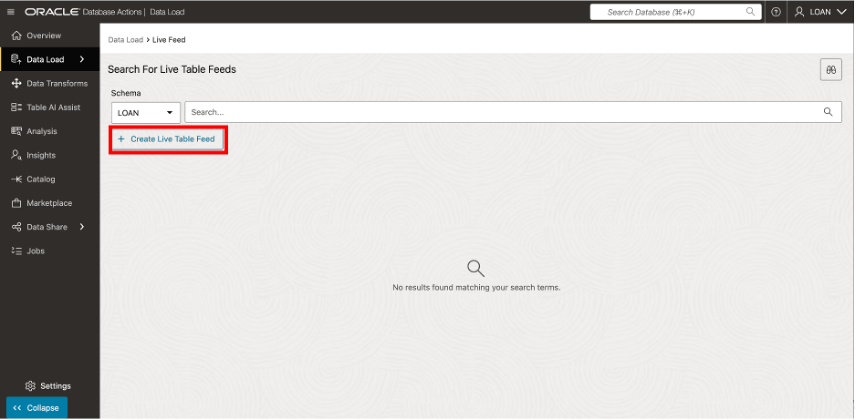 ORACLE Database Actions | Data Load
Search Database (⌘+K)
LOAN
Overview
Data Load
Data Transforms
Table AI Assist
Analysis
Insights
Catalog
Marketplace
Data Share
Jobs
Settings
<< Collapse
Data Load > Live Feed
Search For Live Table Feeds
Schema
LOAN
Search...
+ Create Live Table Feed
No results found matching your search terms.